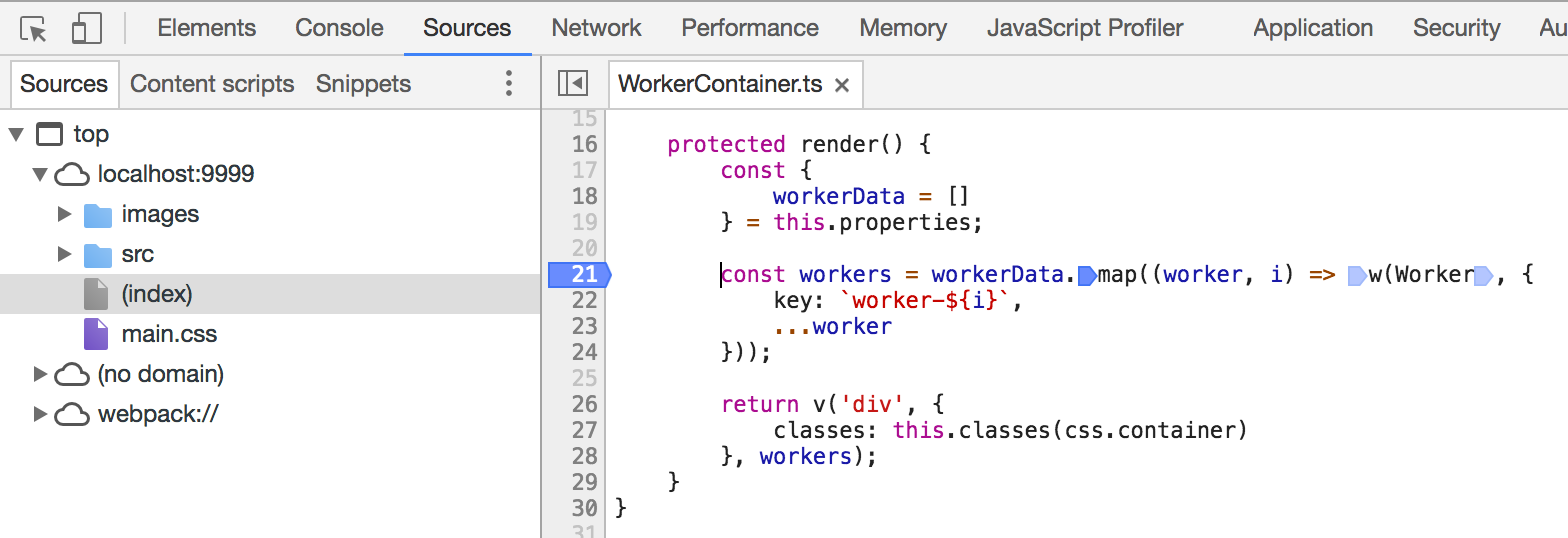 Elements Console Sources Network Performance Memory JavaScript Profiler Application Security Au
Sources Content scripts Snippets
WorkerContainer.ts ×
top
localhost:9999
images
src
(index)
main.css
(no domain)
webpack://
15
16 protected render() {
17 const {
18 workerData = []
19 } = this.properties;
20
21 const workers = workerData.map((worker, i) => w(Worker, {
22 key: `worker-${i}`,
23 ...worker
24 }));
25
26 return v('div', {
27 classes: this.classes(css.container)
28 }, workers);
29 }
30 }
31